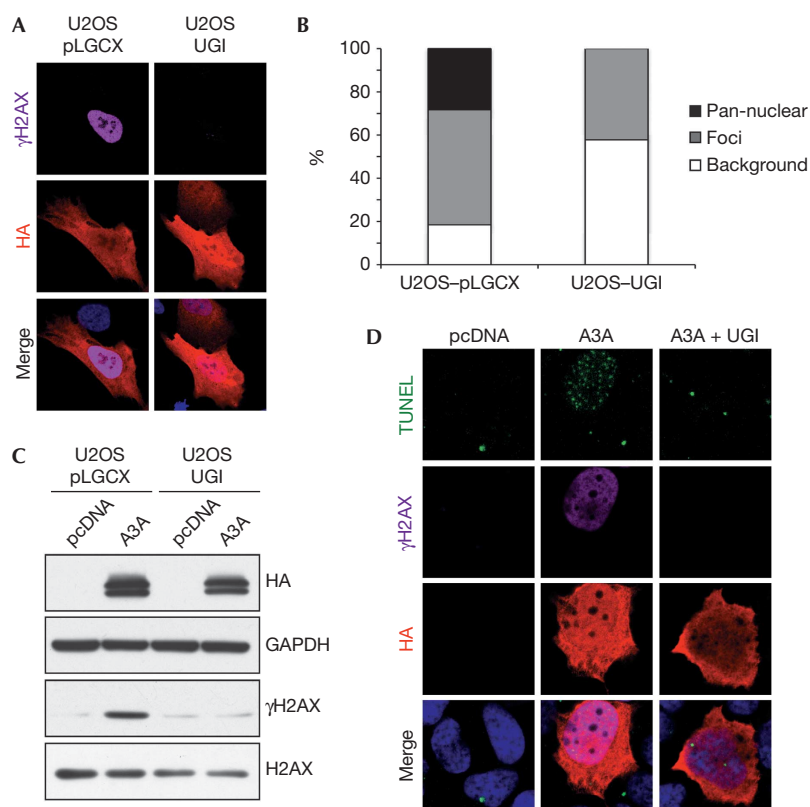 A
U2OS pLGCX
U2OS UGI
γH2AX
HA
Merge
B
100
80
60
40
20
0
%
U2OS–pLGCX
U2OS–UGI
Pan-nuclear
Foci
Background
C
U2OS pLGCX
U2OS UGI
pcDNA
A3A
pcDNA
A3A
HA
GAPDH
γH2AX
H2AX
D
pcDNA
A3A
A3A + UGI
TUNEL
γH2AX
HA
Merge